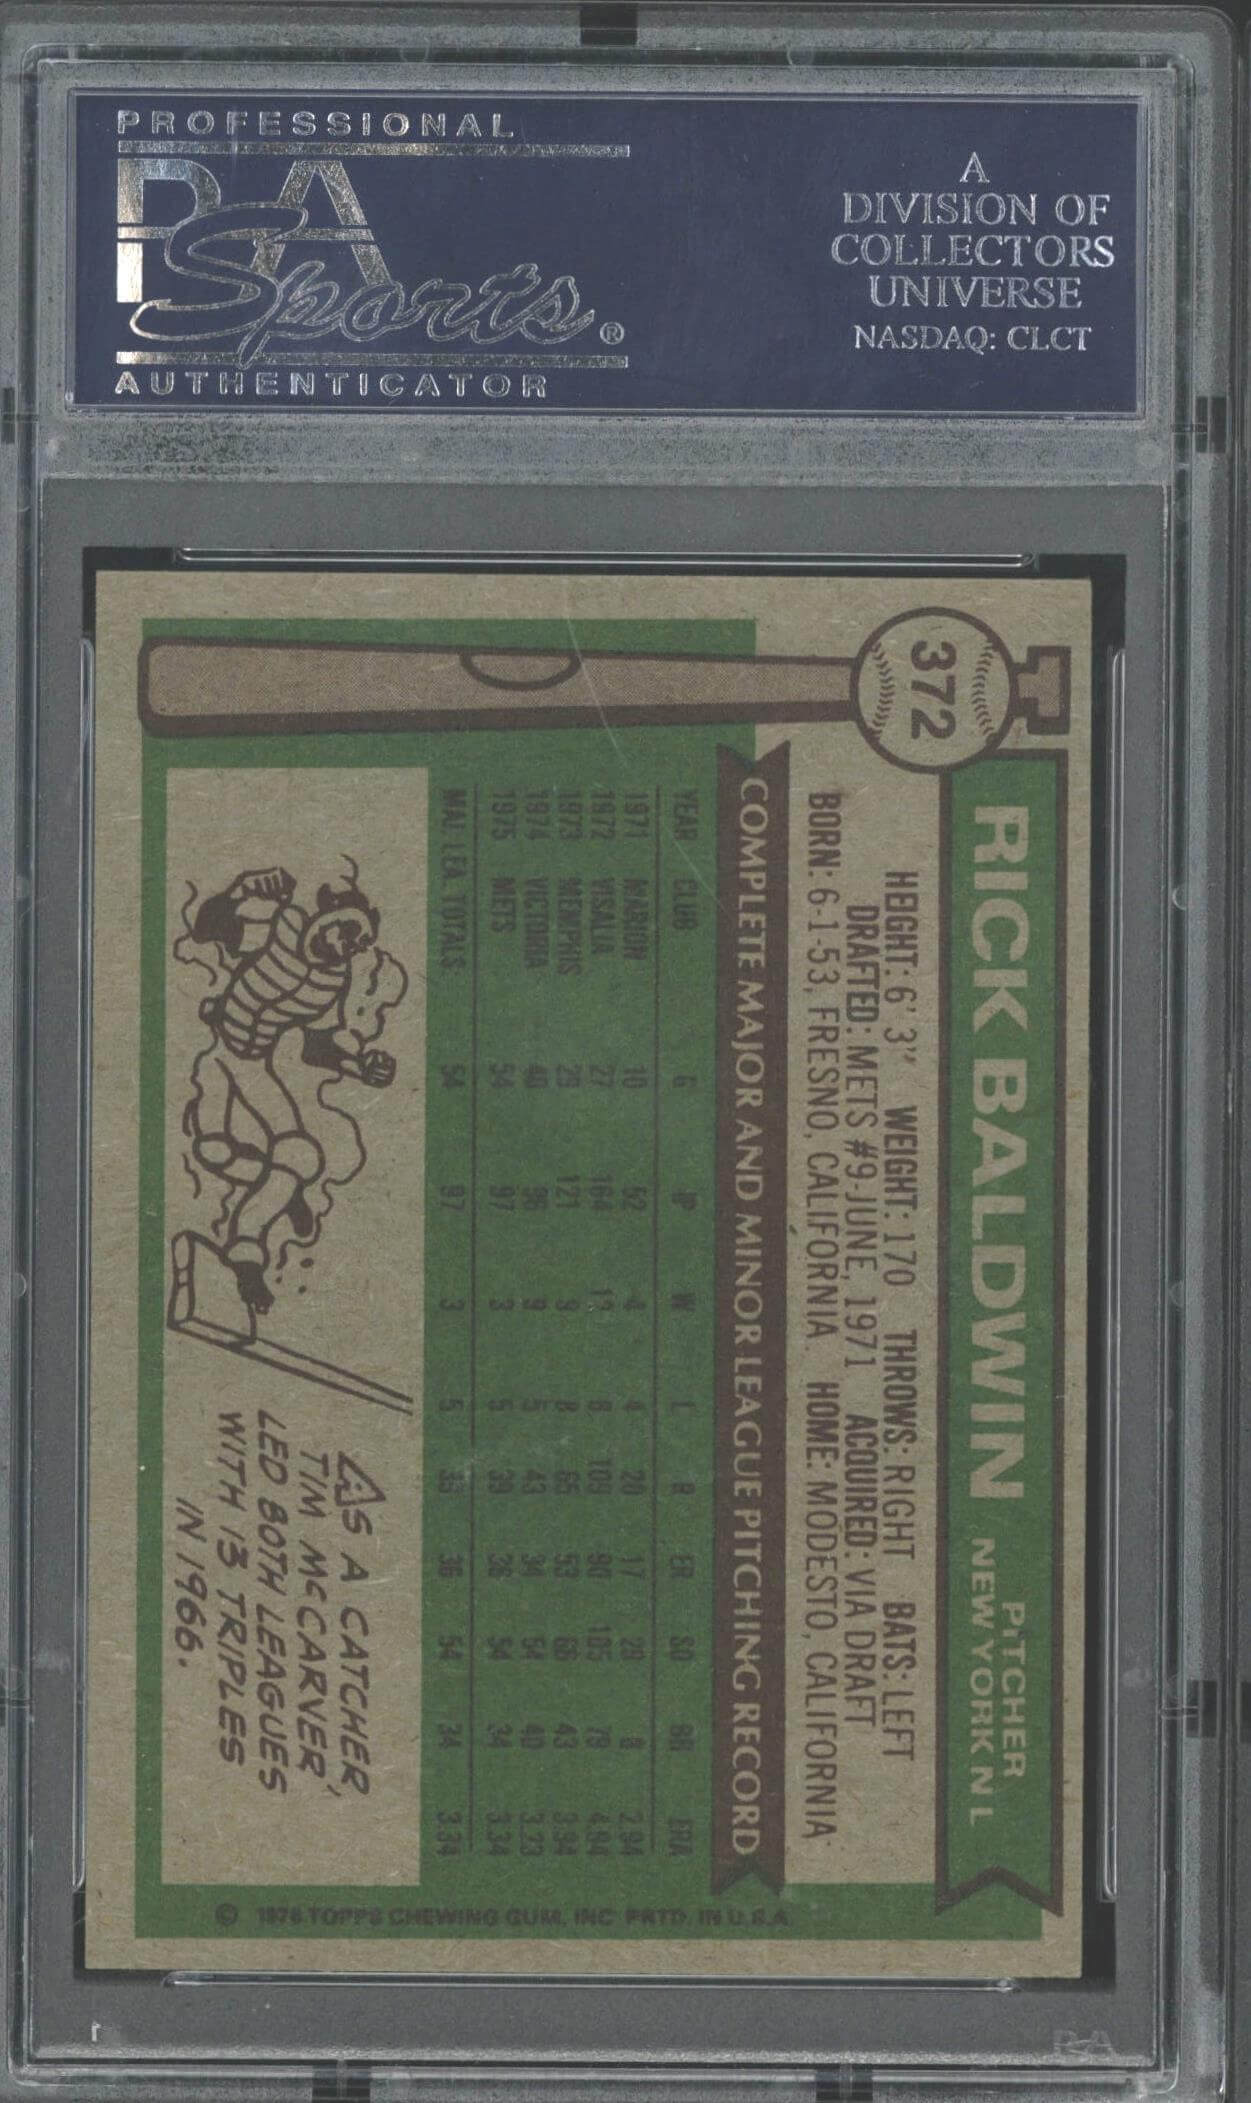 PROFESSIONAL
PSA
Sports®
AUTHENTICATOR
A
DIVISION OF
COLLECTORS
UNIVERSE
NASDAQ: CLCT
372
RICK BALDWIN
PITCHER
NEW YORK N L
HEIGHT: 6' 3" WEIGHT: 170 THROWS: RIGHT BATS: LEFT
DRAFTED: METS #9-JUNE, 1971 ACQUIRED: VIA DRAFT
BORN: 6-1-53, FRESNO, CALIFORNIA HOME: MODESTO, CALIFORNIA
COMPLETE MAJOR AND MINOR LEAGUE PITCHING RECORD
YEAR CLUB G IP W L R ER SO BB ERA
1971 MARION 10 52 4 4 20 17 28 8 2.94
1972 VISALIA 27 164 12 8 109 90 105 79 4.94
1973 MEMPHIS 29 121 9 8 65 53 66 43 3.94
1974 VICTORIA 40 96 9 5 43 34 54 40 3.23
1975 METS 54 97 3 5 39 36 54 34 3.34
MAJ. LEA. TOTALS 54 97 3 5 39 36 54 34 3.34
AS A CATCHER
TIM McCARVER,
LED BOTH LEAGUES
WITH 13 TRIPLES
IN 1966.
© 1976 TOPPS CHEWING GUM, INC PRTD. IN U.S.A.
PSA